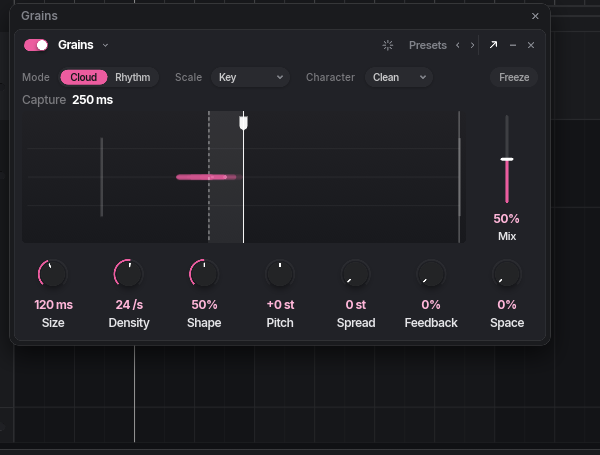 Grains
Grains Presets
Mode Cloud Rhythm Scale Key Character Clean Freeze
Capture 250 ms
50%
Mix
120 ms 24 /s 50% +0 st 0 st 0% 0%
Size Density Shape Pitch Spread Feedback Space